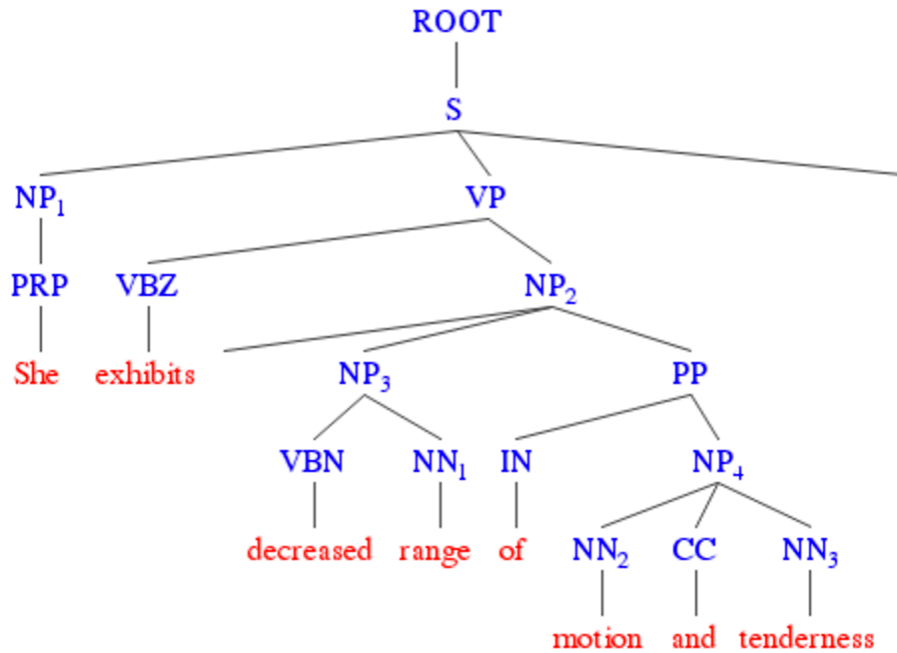 ROOT
S
NP1 VP
PRP VBZ NP2
She exhibits NP3 PP
VBN NN1 IN NP4
decreased range of NN2 CC NN3
motion and tenderness